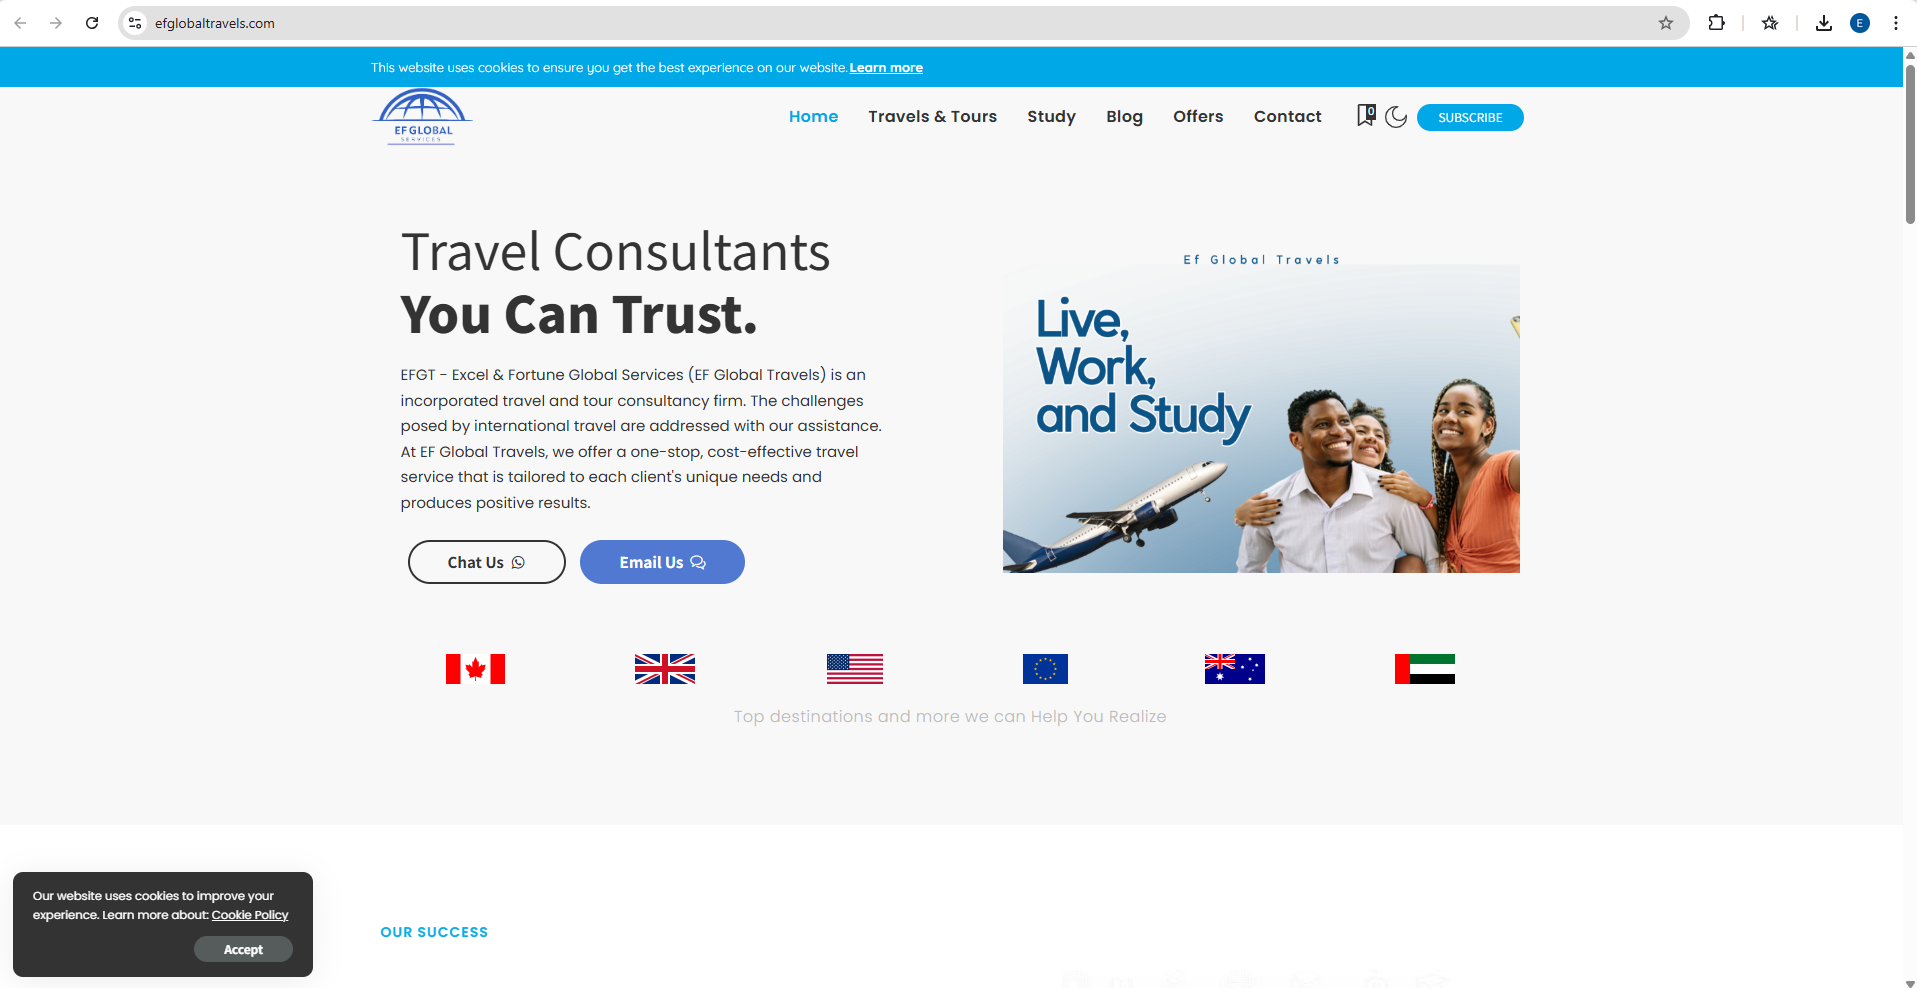 efglobaltravels.com
E
This website uses cookies to ensure you get the best experience on our website. Learn more
EF GLOBAL
SERVICES
Home
Travels & Tours
Study
Blog
Offers
Contact
0
SUBSCRIBE
Travel Consultants
You Can Trust.
EFGT - Excel & Fortune Global Services (EF Global Travels) is an
incorporated travel and tour consultancy firm. The challenges
posed by international travel are addressed with our assistance.
At EF Global Travels, we offer a one-stop, cost-effective travel
service that is tailored to each client's unique needs and
produces positive results.
Chat Us
Email Us
Ef Global Travels
Live,
Work,
and Study
Top destinations and more we can Help You Realize
Our website uses cookies to improve your
experience. Learn more about: Cookie Policy
Accept
OUR SUCCESS